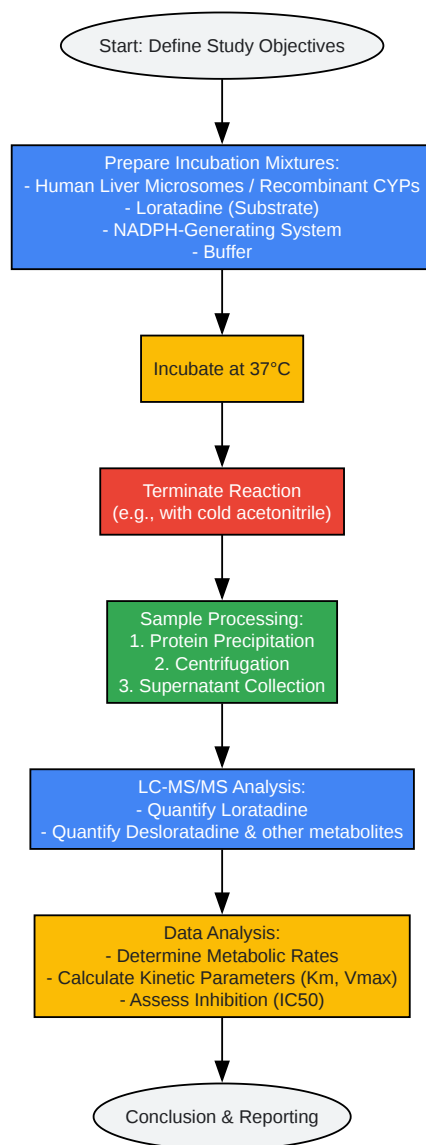 Start: Define Study Objectives
Prepare Incubation Mixtures:
- Human Liver Microsomes / Recombinant CYPs
- Loratadine (Substrate)
- NADPH-Generating System
- Buffer
Incubate at 37°C
Terminate Reaction
(e.g., with cold acetonitrile)
Sample Processing:
1. Protein Precipitation
2. Centrifugation
3. Supernatant Collection
LC-MS/MS Analysis:
- Quantify Loratadine
- Quantify Desloratadine & other metabolites
Data Analysis:
- Determine Metabolic Rates
- Calculate Kinetic Parameters (Km, Vmax)
- Assess Inhibition (IC50)
Conclusion & Reporting